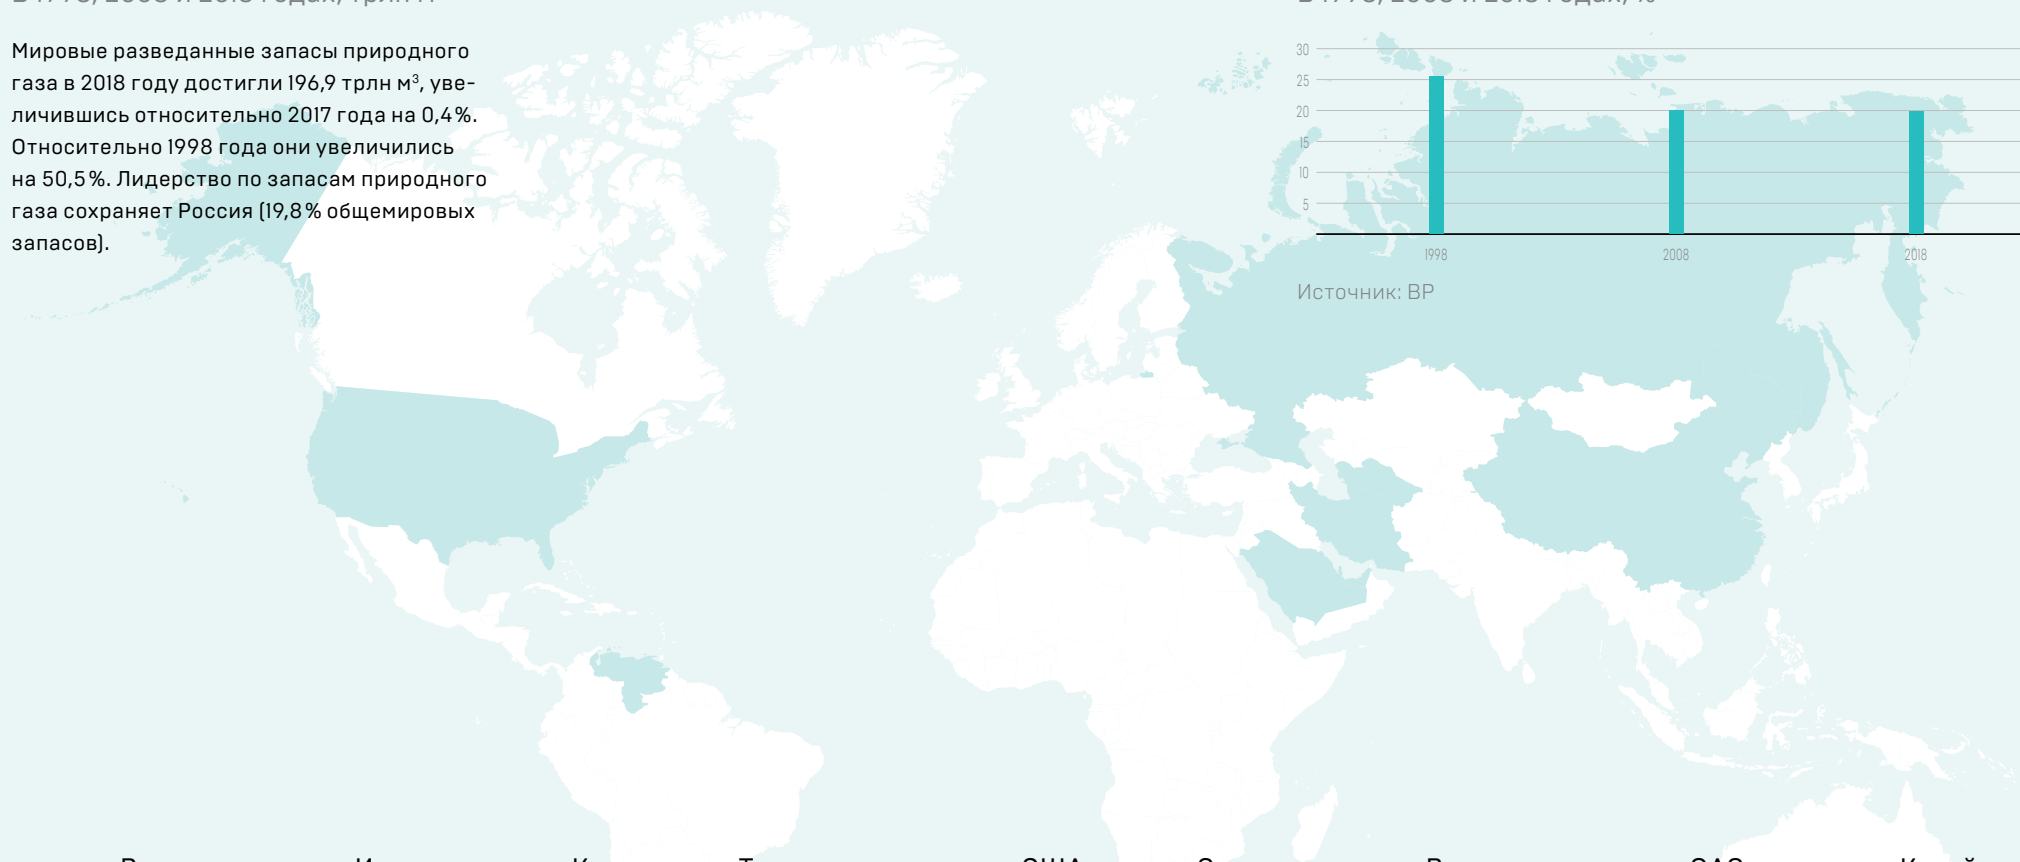 Мировые разведанные запасы природного
газа в 2018 году достигли 196,9 трлн м³, уве-
личившись относительно 2017 года на 0,4%.
Относительно 1998 года они увеличились
на 50,5%. Лидерство по запасам природного
газа сохраняет Россия (19,8% общемировых
запасов).
30
25
20
15
10
5
1998 2008 2018
Источник: BP